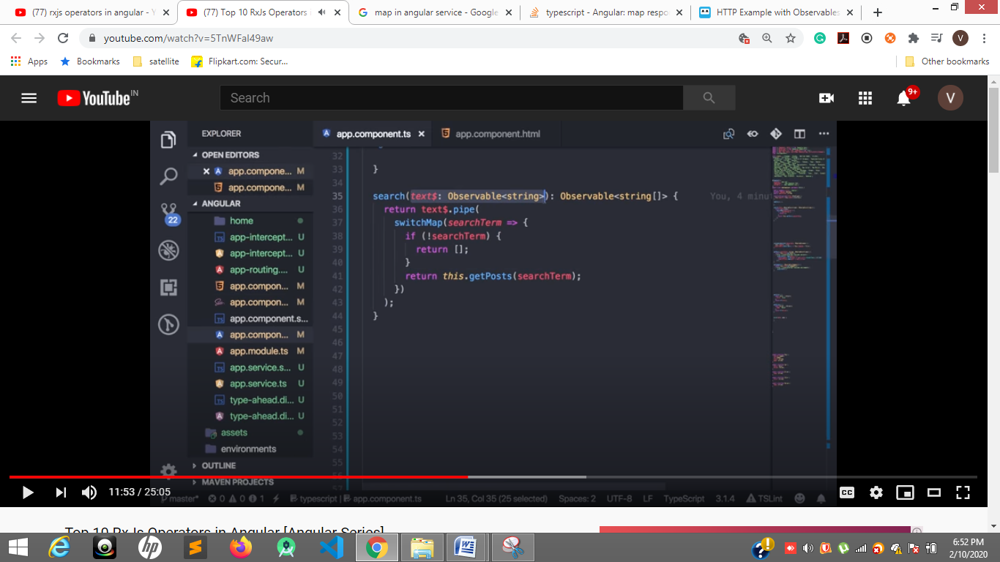 (77) rxjs operators in angular - Y
(77) Top 10 RxJs Operators i
map in angular service - Google
typescript - Angular: map respo
HTTP Example with Observables
youtube.com/watch?v=5TnWFaI49aw
V
Apps
Bookmarks
satellite
Flipkart.com: Secur...
Other bookmarks
YouTube IN
Search
9+
V
EXPLORER
app.component.ts
app.component.html
OPEN EDITORS
app.compone... M
app.compone... M
ANGULAR
home
app-intercept... U
app-intercept... U
app-routing.... U
app.compon... M
app.compon... M
app.component.s...
app.compon... M
app.module.ts M
app.service.s... U
app.service.ts U
type-ahead.di... U
type-ahead.di... U
assets
environments
OUTLINE
MAVEN PROJECTS
22
32
33 }
34
35 search(text$: Observable<string>): Observable<string[]> { You, 4 minu
36 return text$.pipe(
37 switchMap(searchTerm => {
38 if (!searchTerm) {
39 return [];
40 }
41 return this.getPosts(searchTerm);
42 })
43 );
44 }
45
46
47
48
49
50
51
52
53
54
55
57
11:53 / 25:05
CC
master* 0 0 1 typescript | app.component.ts Ln 35, Col 35 (25 selected) Spaces: 2 UTF-8 LF TypeScript 3.1.4 TSLint
Top 10 RxJs Operators in Angular [Angular Series]
6:52 PM
2/10/2020